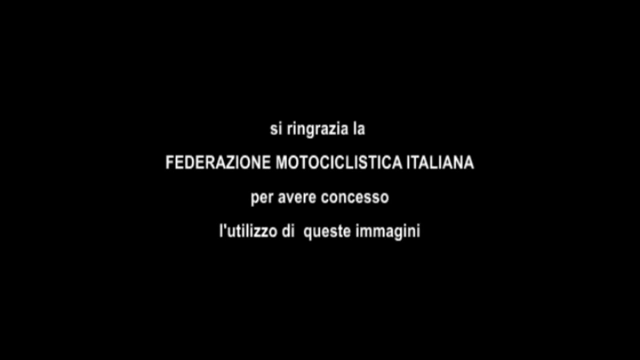 si ringrazia la
FEDERAZIONE MOTOCICLISTICA ITALIANA
per avere concesso
l'utilizzo di queste immagini